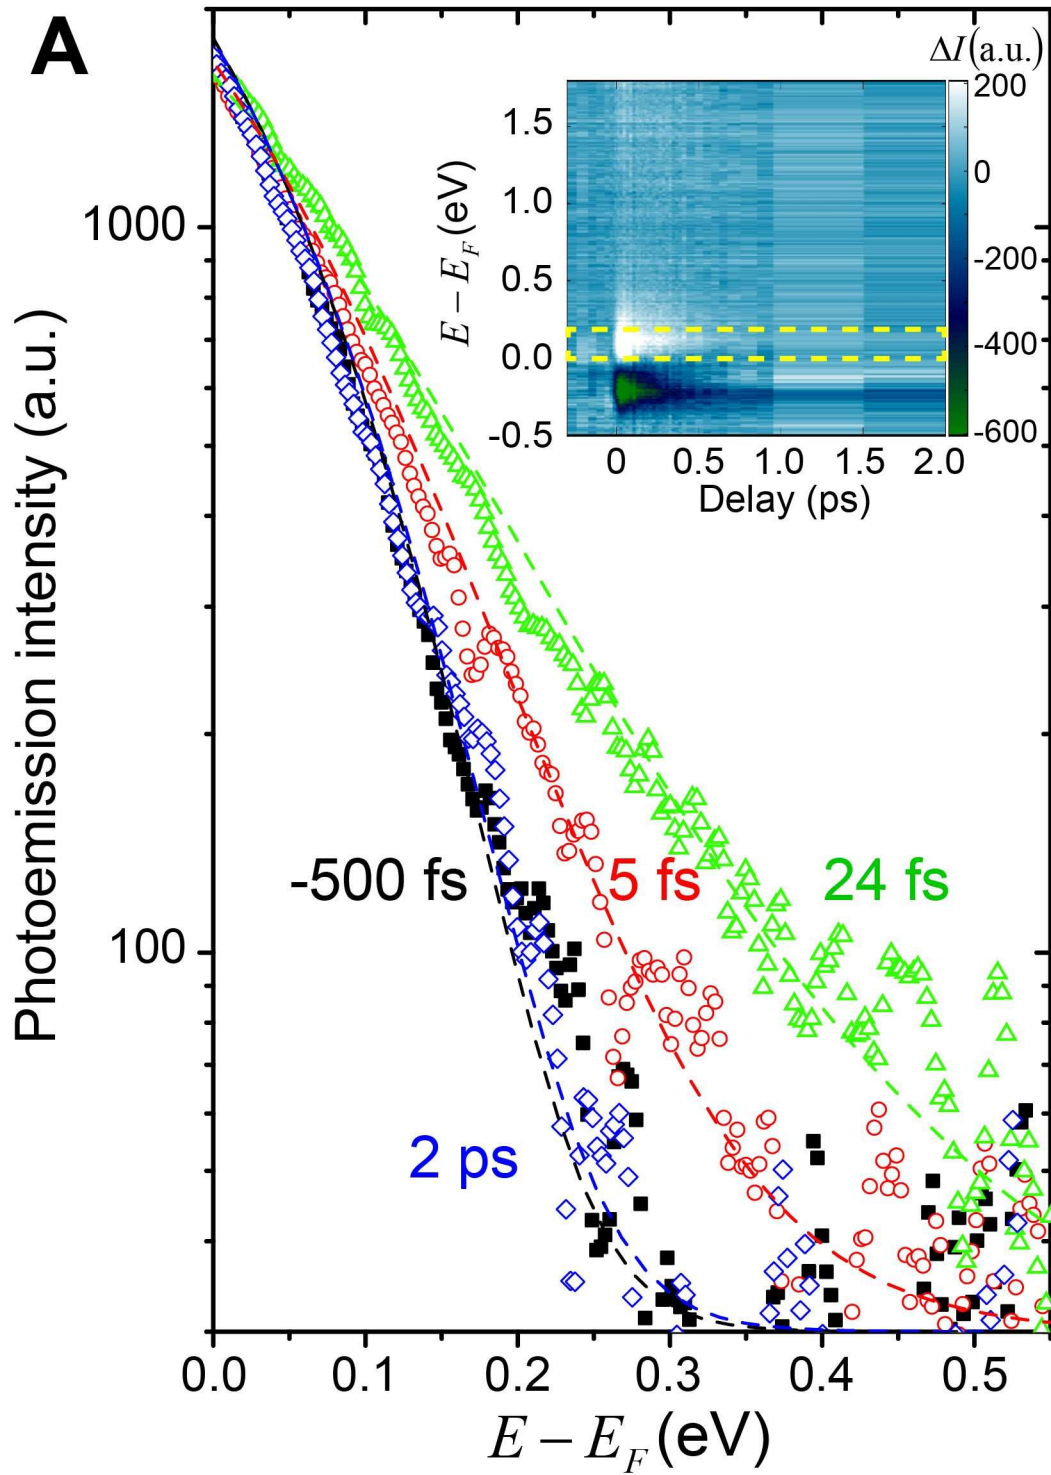 A
ΔI(a.u.)
200
0
-200
-400
-600
1.5
1.0
0.5
0.0
-0.5
E − E_F (eV)
0 0.5 1.0 1.5 2.0
Delay (ps)
1000
100
Photoemission intensity (a.u.)
-500 fs
5 fs
24 fs
2 ps
0.0 0.1 0.2 0.3 0.4 0.5
E − E_F (eV)